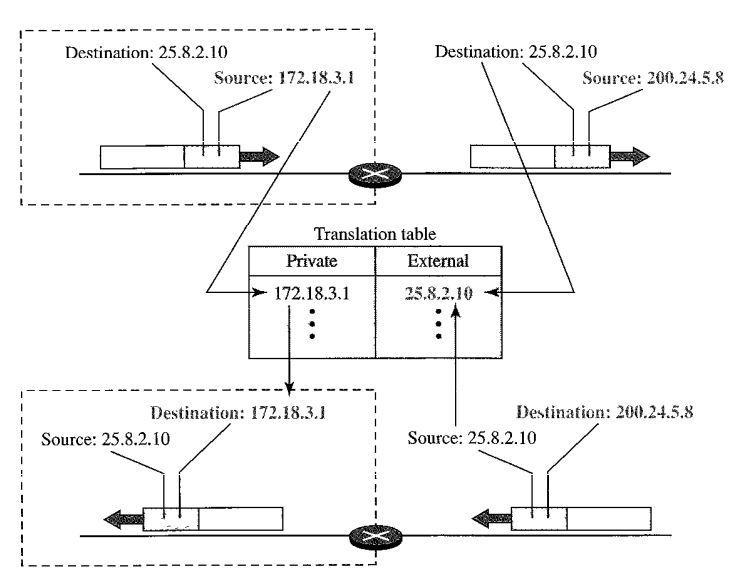 Destination: 25.8.2.10
Source: 172.18.3.1
Destination: 25.8.2.10
Source: 200.24.5.8
Translation table
Private
External
172.18.3.1
25.8.2.10
Destination: 172.18.3.1
Source: 25.8.2.10
Destination: 200.24.5.8
Source: 25.8.2.10